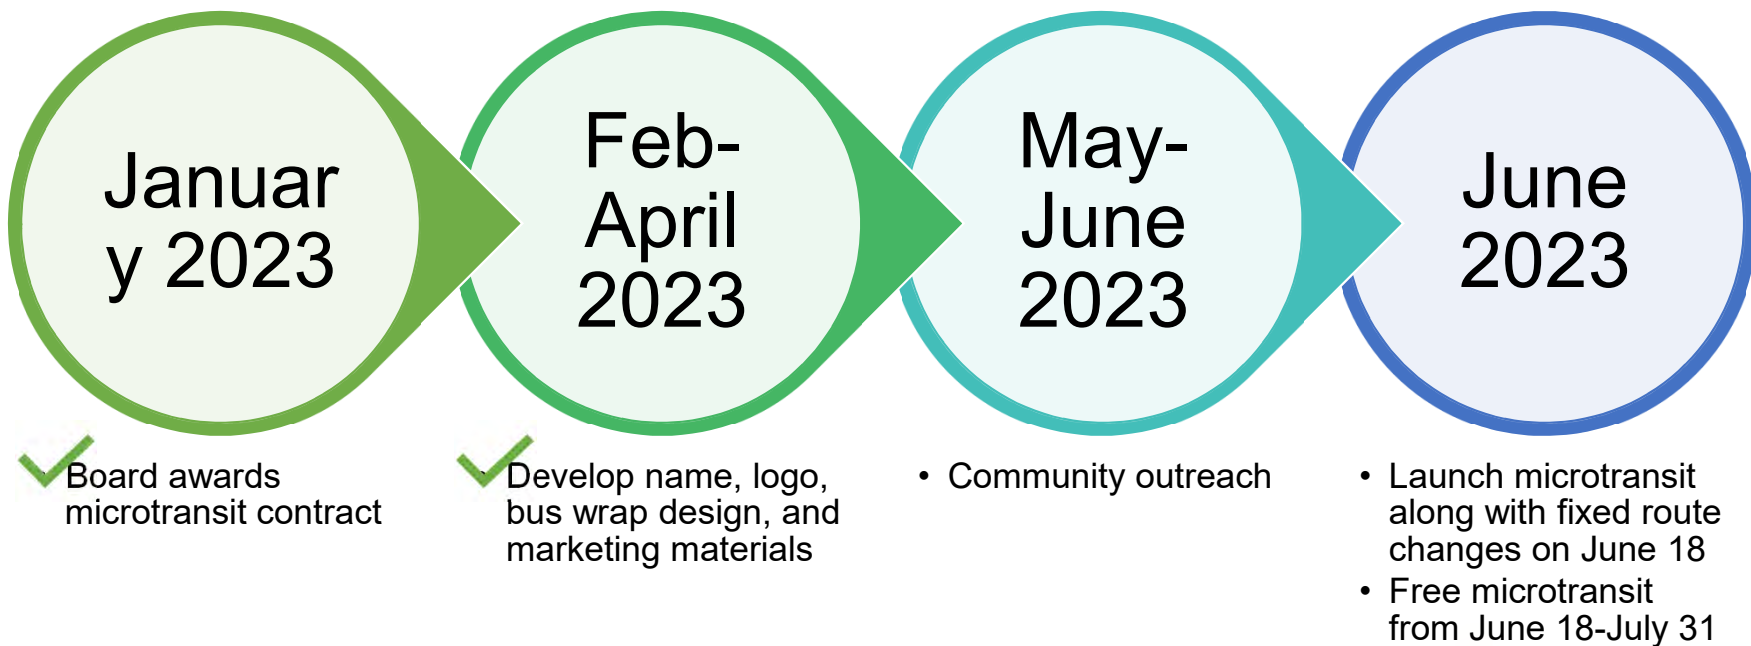 Januar
y 2023
Feb-
April
2023
May-
June
2023
June
2023
Board awards
microtransit contract
• Develop name, logo,
bus wrap design, and
marketing materials
• Community outreach
• Launch microtransit
along with fixed route
changes on June 18
• Free microtransit
from June 18-July 31